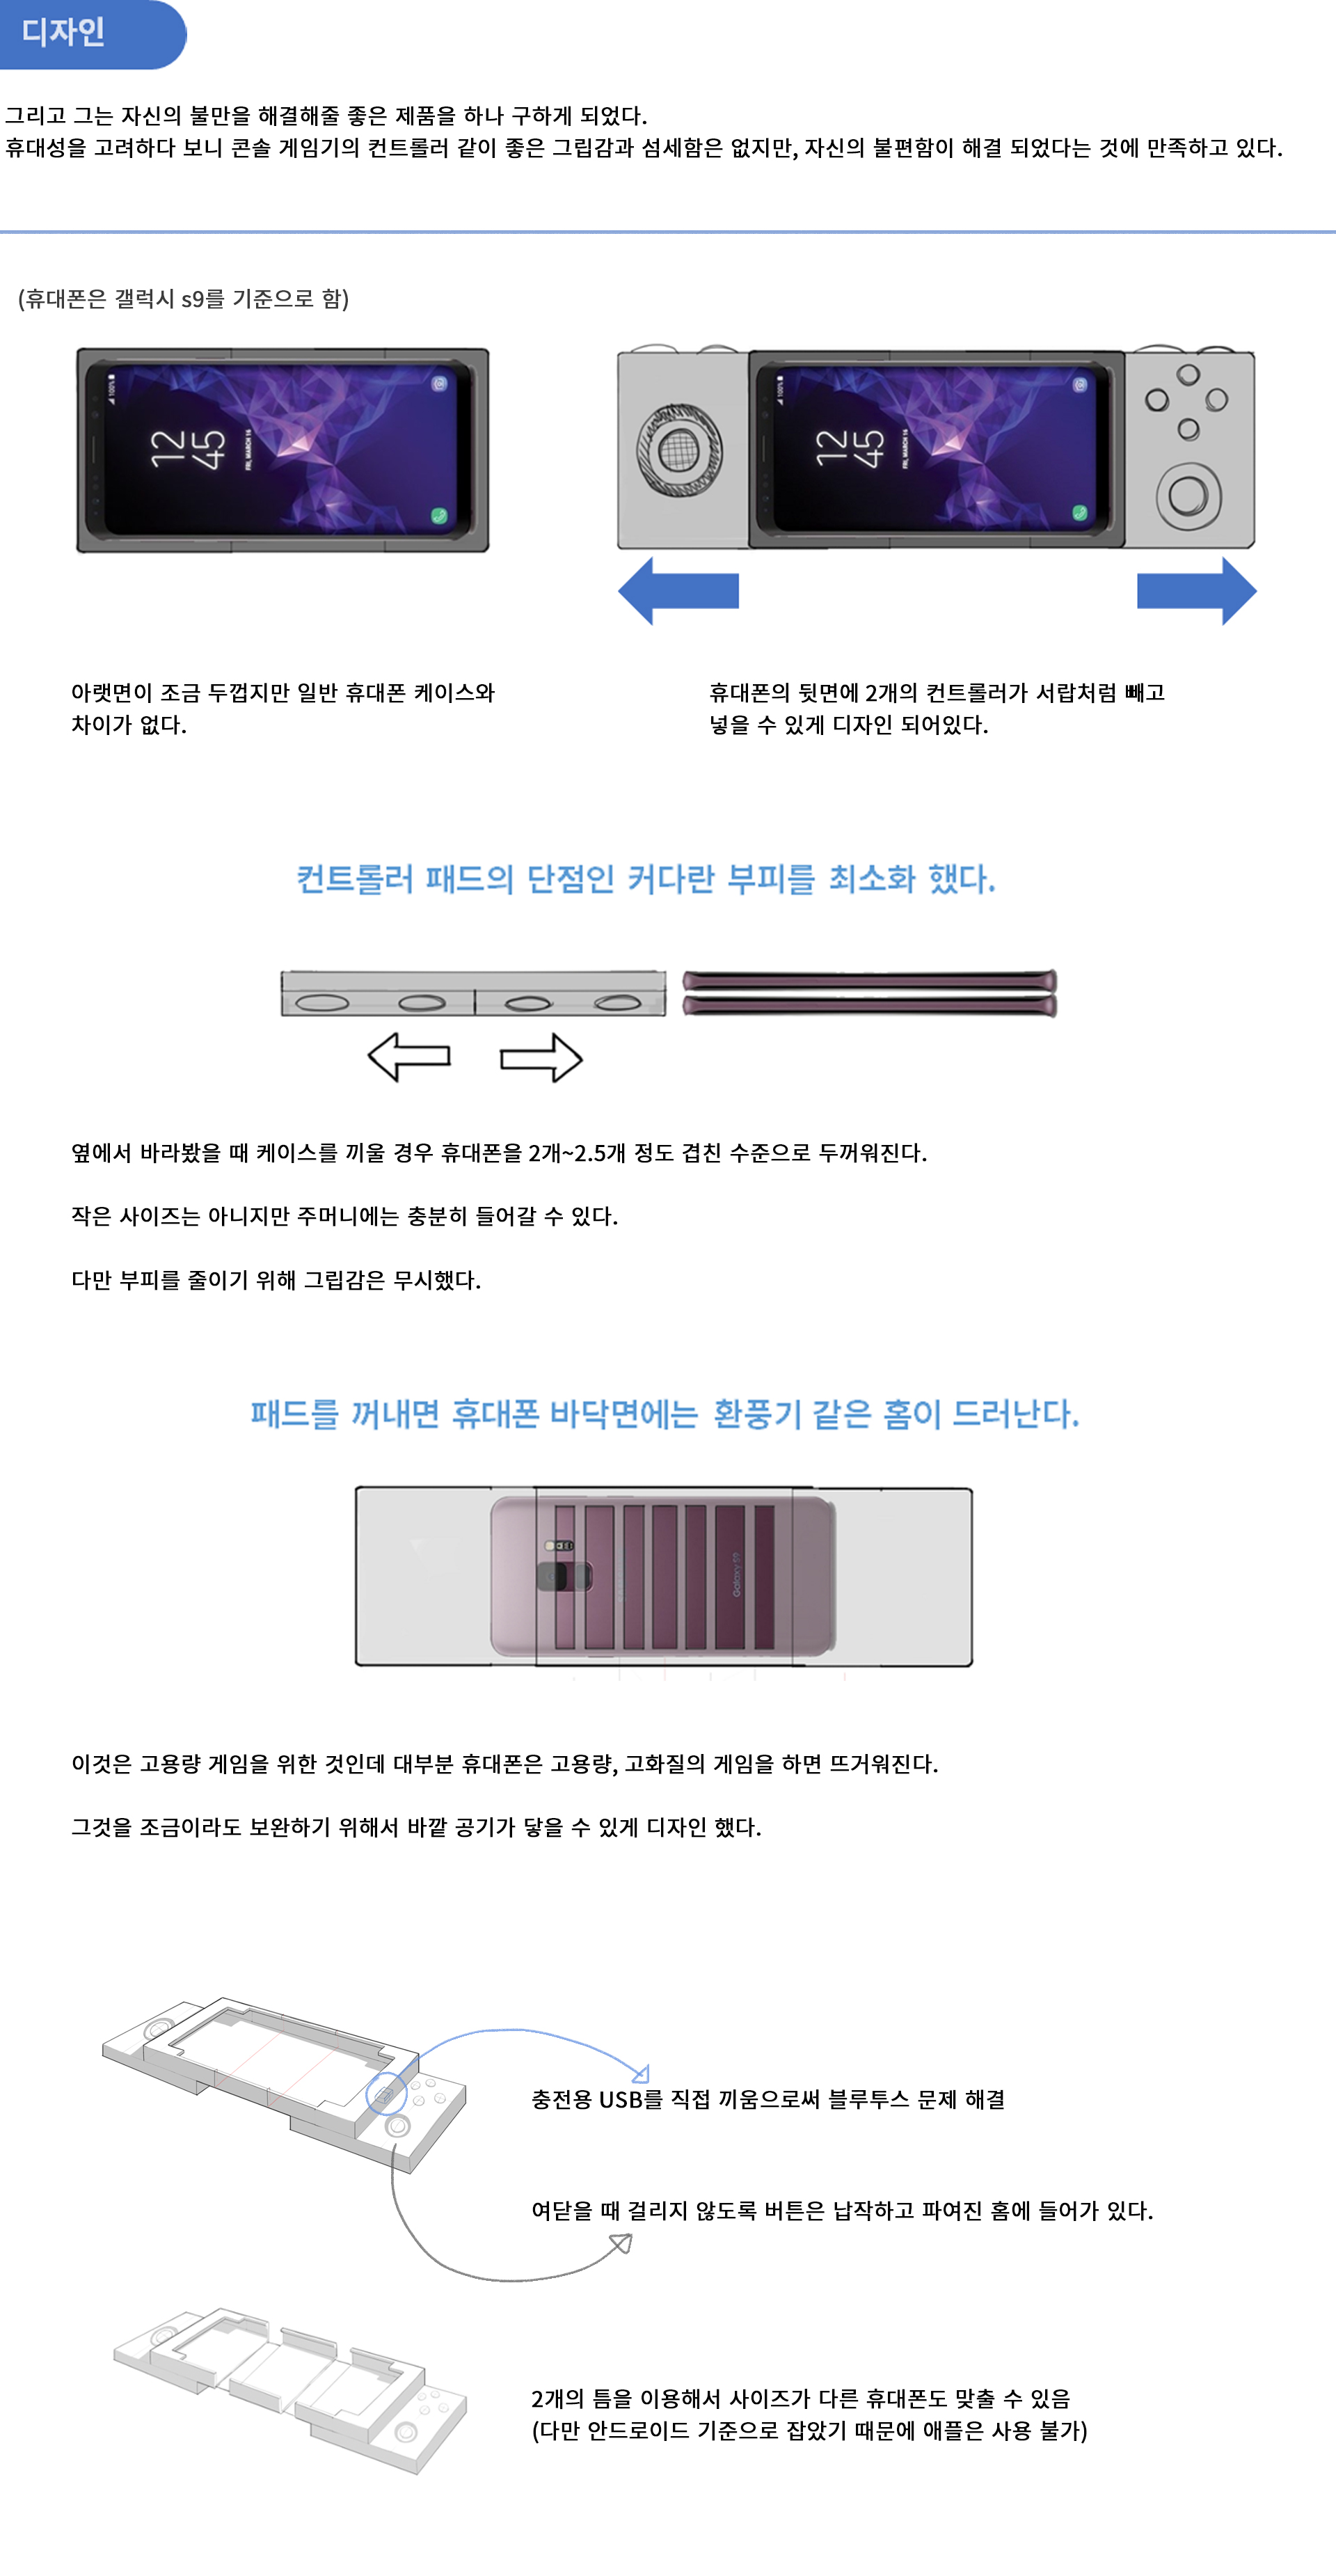 디자인
그리고 그는 자신의 불만을 해결해줄 좋은 제품을 하나 구하게 되었다.
휴대성을 고려하다 보니 콘솔 게임기의 컨트롤러 같이 좋은 그립감과 섬세함은 없지만, 자신의 불편함이 해결 되었다는 것에 만족하고 있다.
(휴대폰은 갤럭시 s9를 기준으로 함)
100%
12
45
FRI, MARCH 16
100%
12
45
FRI, MARCH 16
아랫면이 조금 두껍지만 일반 휴대폰 케이스와
차이가 없다.
휴대폰의 뒷면에 2개의 컨트롤러가 서랍처럼 빼고
넣을 수 있게 디자인 되어있다.
컨트롤러 패드의 단점인 커다란 부피를 최소화 했다.
옆에서 바라봤을 때 케이스를 끼울 경우 휴대폰을 2개~2.5개 정도 겹친 수준으로 두꺼워진다.
작은 사이즈는 아니지만 주머니에는 충분히 들어갈 수 있다.
다만 부피를 줄이기 위해 그립감은 무시했다.
패드를 꺼내면 휴대폰 바닥면에는 환풍기 같은 홈이 드러난다.
Galaxy S9
이것은 고용량 게임을 위한 것인데 대부분 휴대폰은 고용량, 고화질의 게임을 하면 뜨거워진다.
그것을 조금이라도 보완하기 위해서 바깥 공기가 닿을 수 있게 디자인 했다.
충전용 USB를 직접 끼움으로써 블루투스 문제 해결
여닫을 때 걸리지 않도록 버튼은 납작하고 파여진 홈에 들어가 있다.
2개의 틈을 이용해서 사이즈가 다른 휴대폰도 맞출 수 있음
(다만 안드로이드 기준으로 잡았기 때문에 애플은 사용 불가)